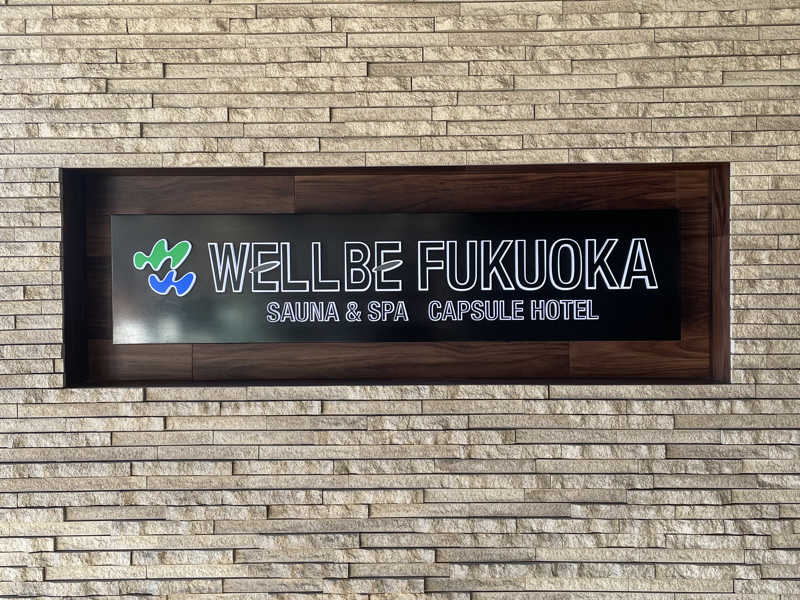 WELLBE FUKUOKA
SAUNA & SPA CAPSULE HOTEL